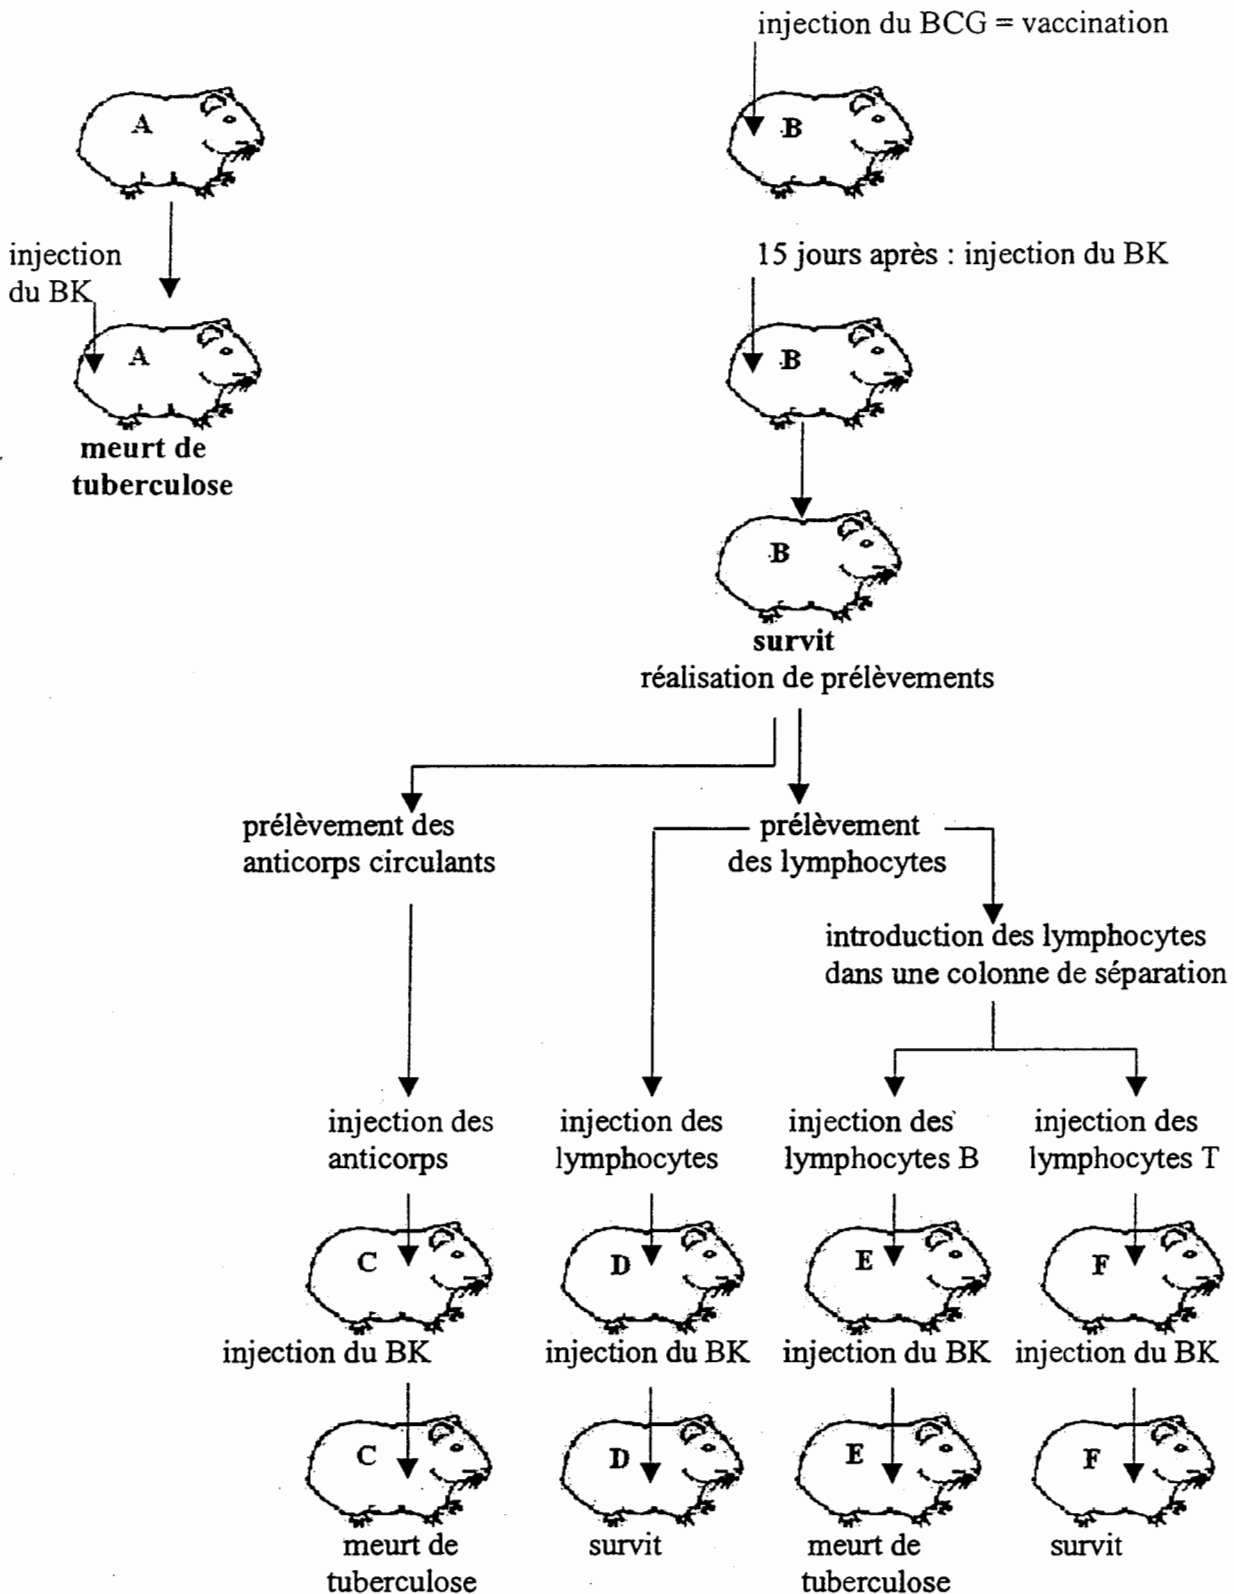 injection du BCG = vaccination
A
B
injection
du BK
15 jours après : injection du BK
A
B
meurt de
tuberculose
B
survit
réalisation de prélèvements
prélèvement des
anticorps circulants
prélèvement
des lymphocytes
introduction des lymphocytes
dans une colonne de séparation
injection des
anticorps
injection des
lymphocytes
injection des
lymphocytes B
injection des
lymphocytes T
C
D
E
F
injection du BK
injection du BK
injection du BK
injection du BK
C
D
E
F
meurt de
tuberculose
survit
meurt de
tuberculose
survit